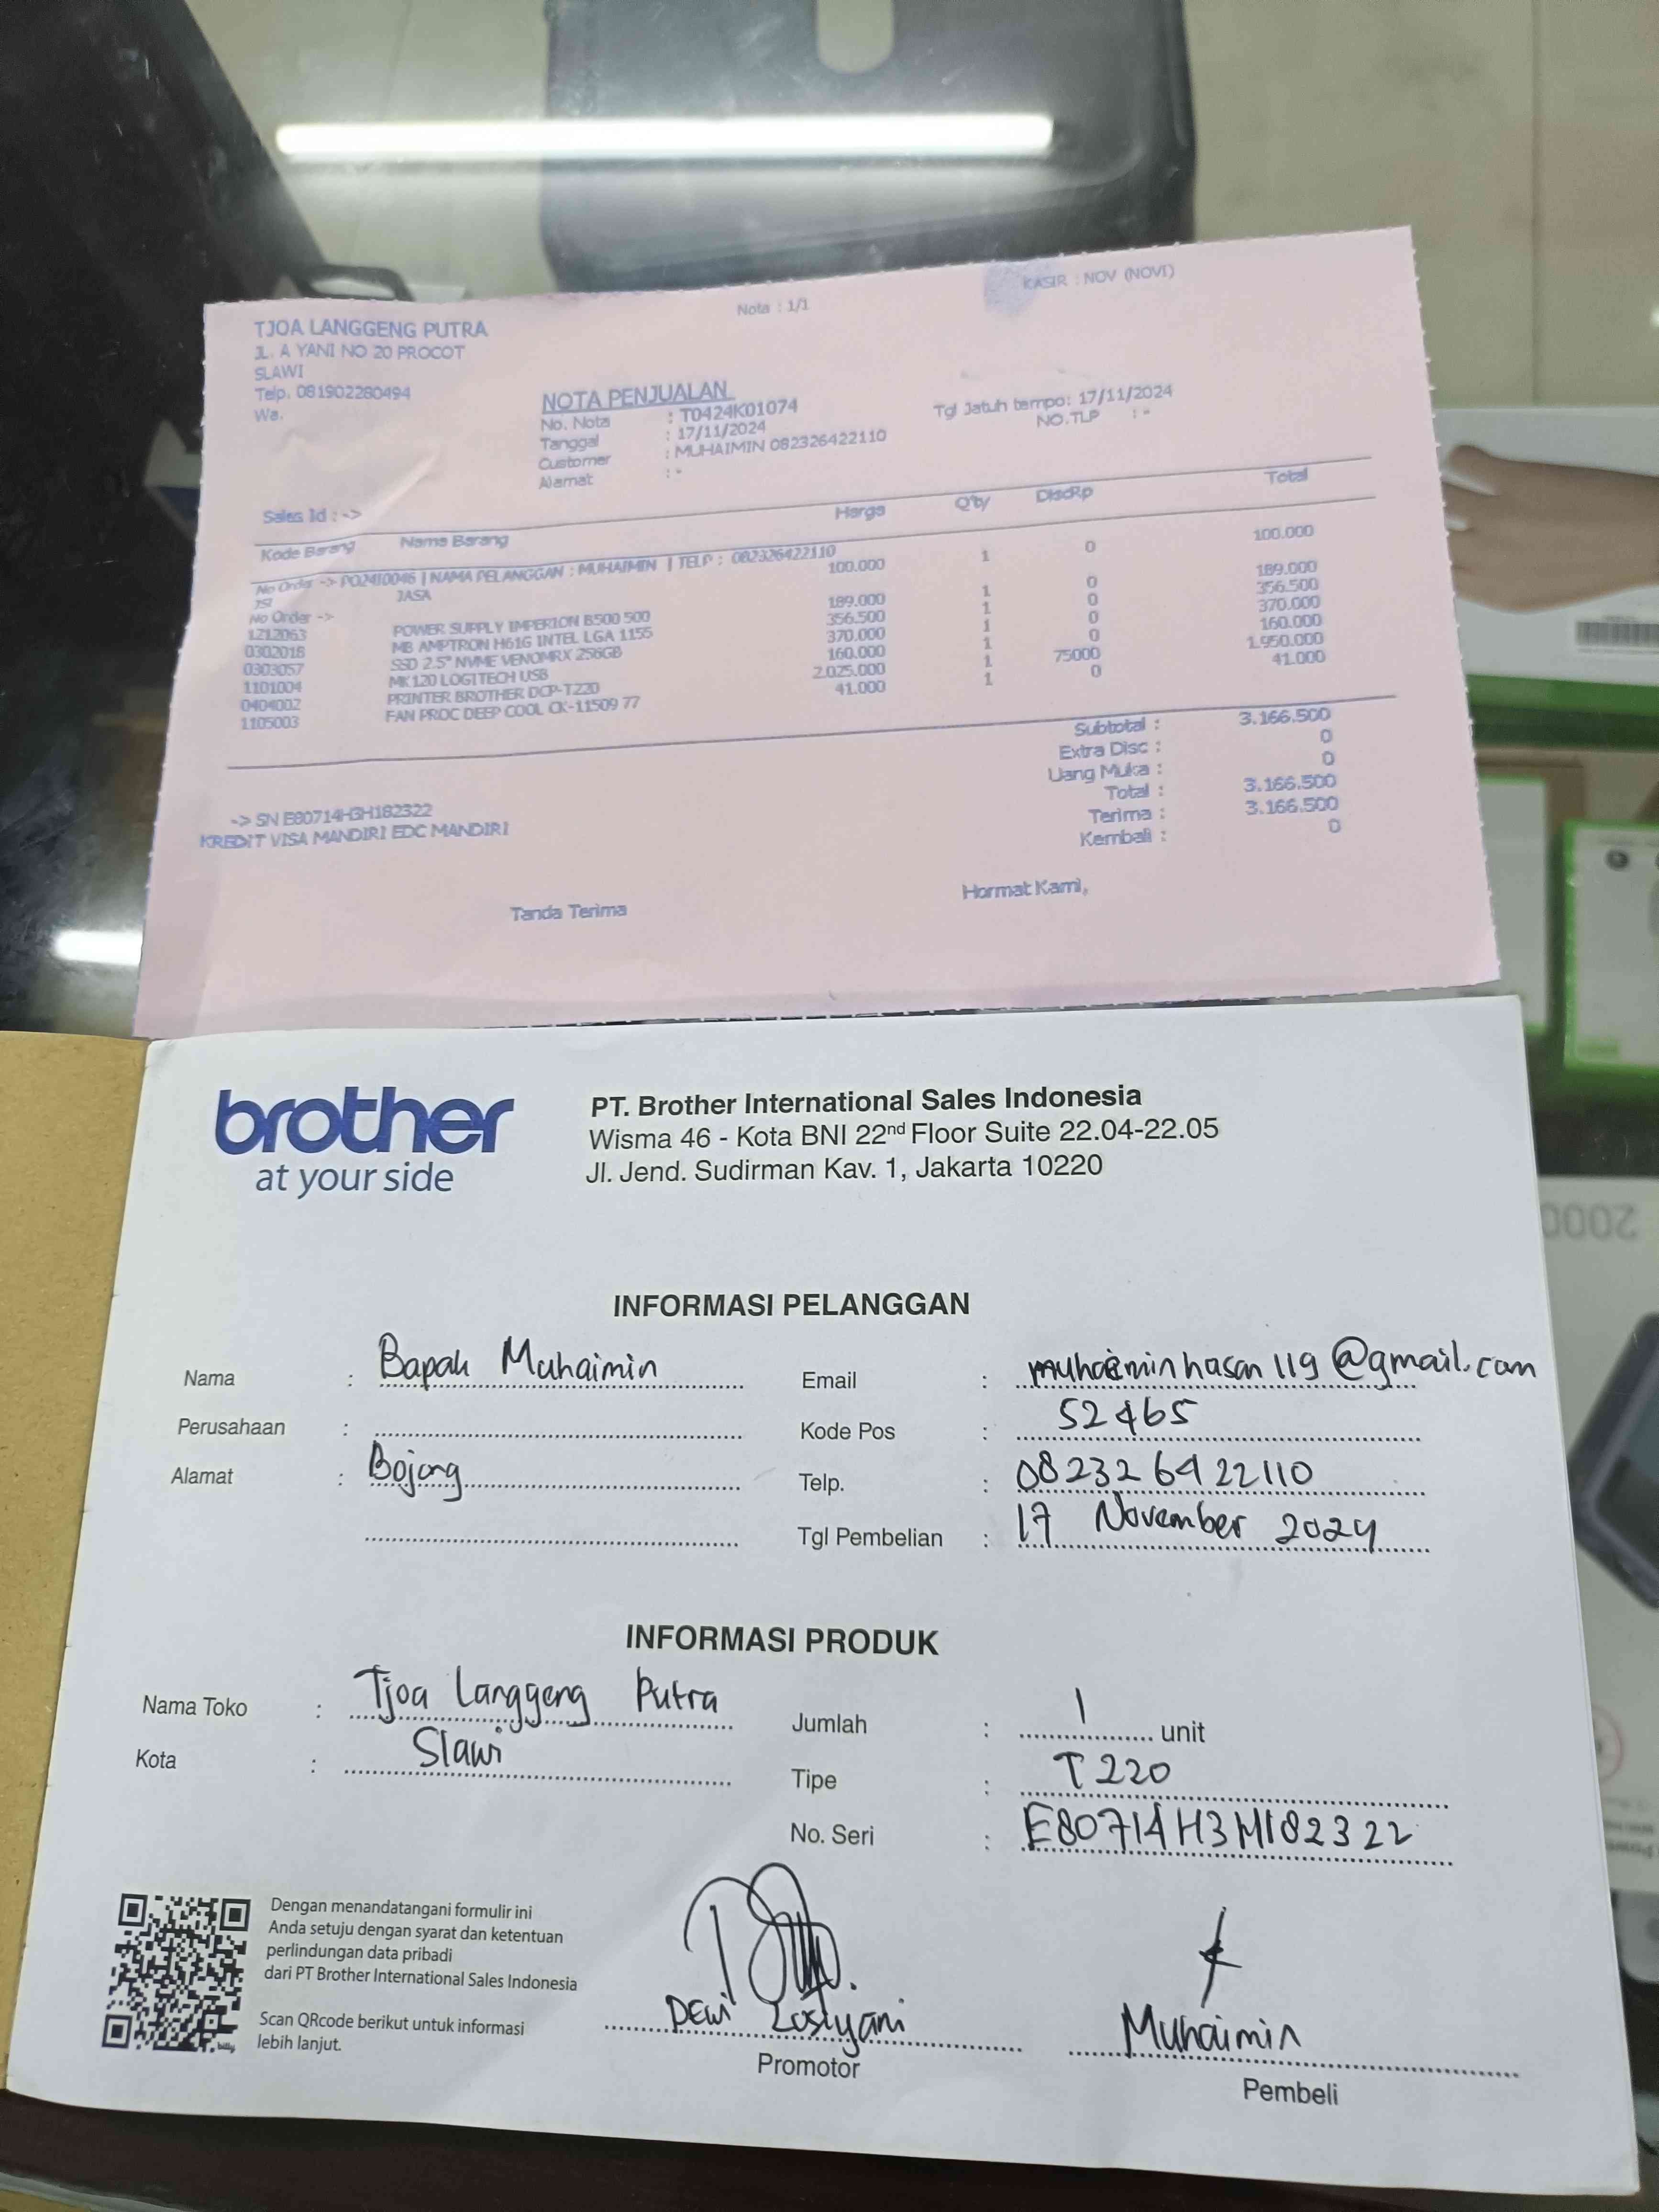 Nota : 1/1
KASIR : NOV (NOVI)
TJOA LANGGENG PUTRA
JL. A YANI NO 20 PROCOT
SLAWI
Telp. 081902280494
Wa.
NOTA PENJUALAN
No. Nota : T0424K01074
Tanggal : 17/11/2024
Customer : MUHAIMIN 082326422110
Alamat : -
Tgl Jatuh tempo: 17/11/2024
NO.TLP : -
Sales Id : ->
Kode Barang Nama Barang Harga Qty DiscRp Total
No Order -> PO2410046 | NAMA PELANGGAN : MUHAIMIN | TELP : 082326422110
JS1 JASA 100.000 1 0 100.000
No Order ->
1212063 POWER SUPPLY IMPERION B500 500 189.000 1 0 189.000
0302018 MB AMPTRON H61G INTEL LGA 1155 356.500 1 0 356.500
0303057 SSD 2.5" NVME VENOMRX 256GB 370.000 1 0 370.000
1101004 MK120 LOGITECH USB 160.000 1 0 160.000
0404002 PRINTER BROTHER DCP-T220 2.025.000 1 75000 1.950.000
1105003 FAN PROC DEEP COOL CK-11509 77 41.000 1 0 41.000
Subtotal : 3.166.500
Extra Disc : 0
Uang Muka : 0
Total : 3.166.500
Terima : 3.166.500
Kembali : 0
-> SN E80714H3H182322
KREDIT VISA MANDIRI EDC MANDIRI
Tanda Terima
Hormat Kami,
brother
at your side
PT. Brother International Sales Indonesia
Wisma 46 - Kota BNI 22nd Floor Suite 22.04-22.05
Jl. Jend. Sudirman Kav. 1, Jakarta 10220
INFORMASI PELANGGAN
Nama : Bapak Muhaimin
Email : muhaiminhasan119@gmail.com
Perusahaan :
Kode Pos : 52465
Alamat : Bojong
Telp. : 082326422110
Tgl Pembelian : 17 November 2024
INFORMASI PRODUK
Nama Toko : Tjoa Langgeng Putra
Jumlah : 1 unit
Kota : Slawi
Tipe : T220
No. Seri : E80714H3H182322
Dengan menandatangani formulir ini
Anda setuju dengan syarat dan ketentuan
perlindungan data pribadi
dari PT Brother International Sales Indonesia
Scan QRcode berikut untuk informasi
lebih lanjut.
Dewi
Promotor
Muhaimin
Pembeli
2000